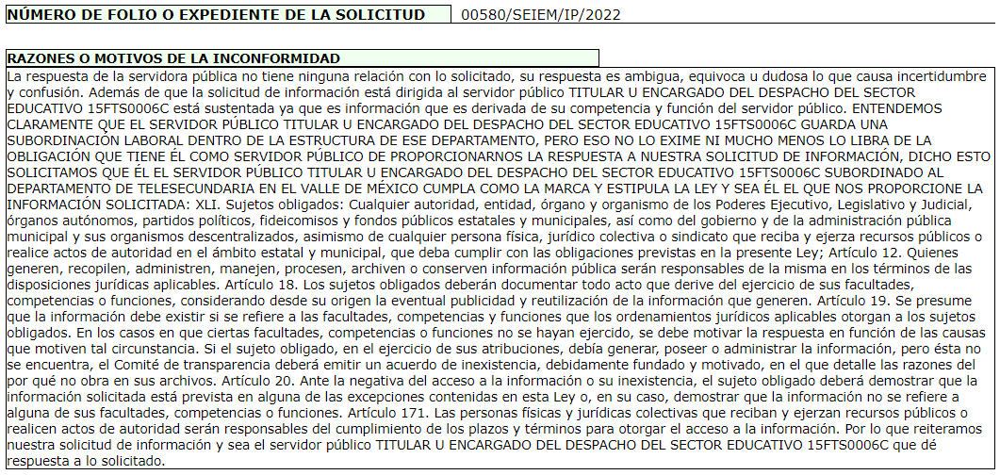 NÚMERO DE FOLIO O EXPEDIENTE DE LA SOLICITUD 00580/SEIEM/IP/2022
RAZONES O MOTIVOS DE LA INCONFORMIDAD
La respuesta de la servidora pública no tiene ninguna relación con lo solicitado, su respuesta es ambigua, equivoca u dudosa lo que causa incertidumbre
y confusión. Además de que la solicitud de información está dirigida al servidor público TITULAR U ENCARGADO DEL DESPACHO DEL SECTOR
EDUCATIVO 15FTS0006C está sustentada ya que es información que es derivada de su competencia y función del servidor público. ENTENDEMOS
CLARAMENTE QUE EL SERVIDOR PÚBLICO TITULAR U ENCARGADO DEL DESPACHO DEL SECTOR EDUCATIVO 15FTS0006C GUARDA UNA
SUBORDINACIÓN LABORAL DENTRO DE LA ESTRUCTURA DE ESE DEPARTAMENTO, PERO ESO NO LO EXIME NI MUCHO MENOS LO LIBRA DE LA
OBLIGACIÓN QUE TIENE ÉL COMO SERVIDOR PÚBLICO DE PROPORCIONARNOS LA RESPUESTA A NUESTRA SOLICITUD DE INFORMACIÓN, DICHO ESTO
SOLICITAMOS QUE ÉL EL SERVIDOR PÚBLICO TITULAR U ENCARGADO DEL DESPACHO DEL SECTOR EDUCATIVO 15FTS0006C SUBORDINADO AL
DEPARTAMENTO DE TELESECUNDARIA EN EL VALLE DE MÉXICO CUMPLA COMO LA MARCA Y ESTIPULA LA LEY Y SEA ÉL EL QUE NOS PROPORCIONE LA
INFORMACIÓN SOLICITADA: XLI. Sujetos obligados: Cualquier autoridad, entidad, órgano y organismo de los Poderes Ejecutivo, Legislativo y Judicial,
órganos autónomos, partidos políticos, fideicomisos y fondos públicos estatales y municipales, así como del gobierno y de la administración pública
municipal y sus organismos descentralizados, asimismo de cualquier persona física, jurídico colectiva o sindicato que reciba y ejerza recursos públicos o
realice actos de autoridad en el ámbito estatal y municipal, que deba cumplir con las obligaciones previstas en la presente Ley; Artículo 12. Quienes
generen, recopilen, administren, manejen, procesen, archiven o conserven información pública serán responsables de la misma en los términos de las
disposiciones jurídicas aplicables. Artículo 18. Los sujetos obligados deberán documentar todo acto que derive del ejercicio de sus facultades,
competencias o funciones, considerando desde su origen la eventual publicidad y reutilización de la información que generen. Artículo 19. Se presume
que la información debe existir si se refiere a las facultades, competencias y funciones que los ordenamientos jurídicos aplicables otorgan a los sujetos
obligados. En los casos en que ciertas facultades, competencias o funciones no se hayan ejercido, se debe motivar la respuesta en función de las causas
que motiven tal circunstancia. Si el sujeto obligado, en el ejercicio de sus atribuciones, debía generar, poseer o administrar la información, pero ésta no
se encuentra, el Comité de transparencia deberá emitir un acuerdo de inexistencia, debidamente fundado y motivado, en el que detalle las razones del
por qué no obra en sus archivos. Artículo 20. Ante la negativa del acceso a la información o su inexistencia, el sujeto obligado deberá demostrar que la
información solicitada está prevista en alguna de las excepciones contenidas en esta Ley o, en su caso, demostrar que la información no se refiere a
alguna de sus facultades, competencias o funciones. Artículo 171. Las personas físicas y jurídicas colectivas que reciban y ejerzan recursos públicos o
realicen actos de autoridad serán responsables del cumplimiento de los plazos y términos para otorgar el acceso a la información. Por lo que reiteramos
nuestra solicitud de información y sea el servidor público TITULAR U ENCARGADO DEL DESPACHO DEL SECTOR EDUCATIVO 15FTS0006C que dé
respuesta a lo solicitado.